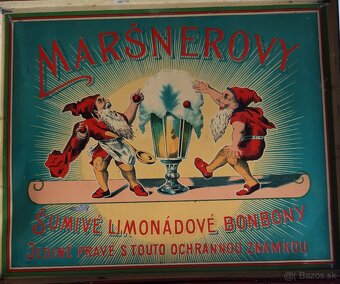 MARŠNEROVY
ŠUMIVÉ LIMONÁDOVÉ BONBONY
JEDINĚ PRAVÉ S TOUTO OCHRANNOU ZNÁMKOU
Bazos.sk